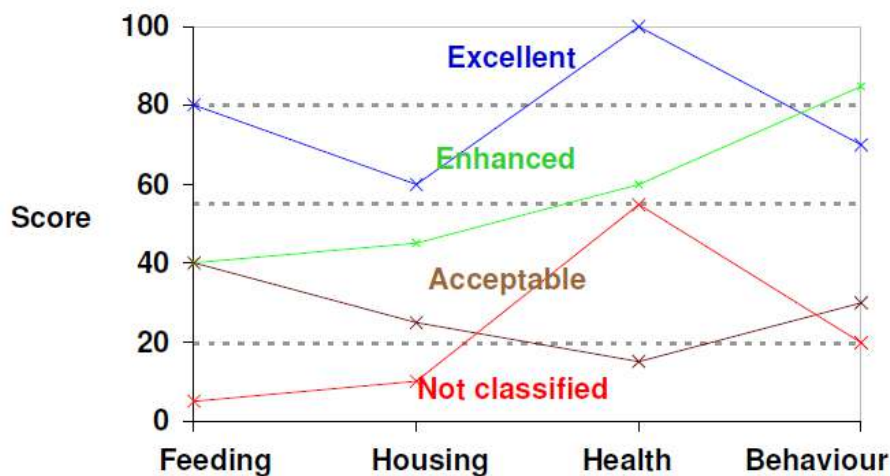 100
Excellent
80
Enhanced
60
Score
40
Acceptable
20
Not classified
0
Feeding Housing Health Behaviour